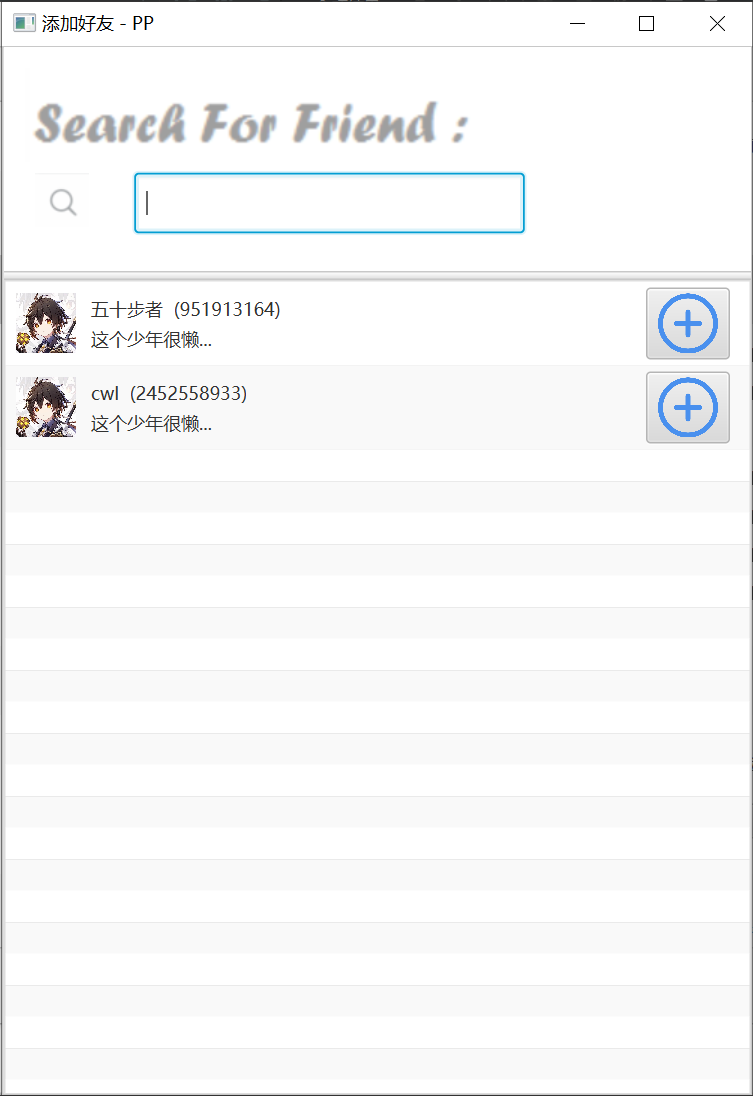 添加好友 - PP
Search For Friend :
五十步者 (951913164)
这个少年很懒...
cwl (2452558933)
这个少年很懒...